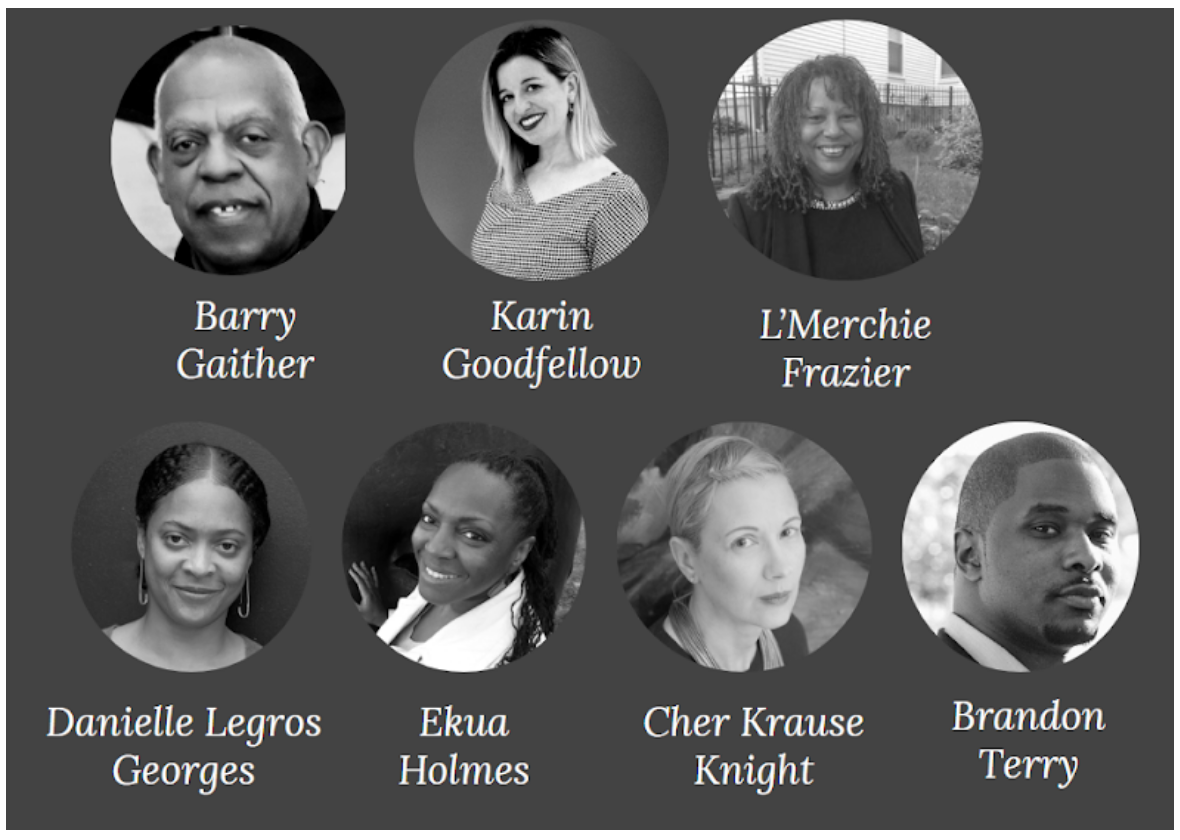 Barry
Gaither
Karin
Goodfellow
L’Merchie
Frazier
Danielle Legros
Georges
Ekua
Holmes
Cher Krause
Knight
Brandon
Terry